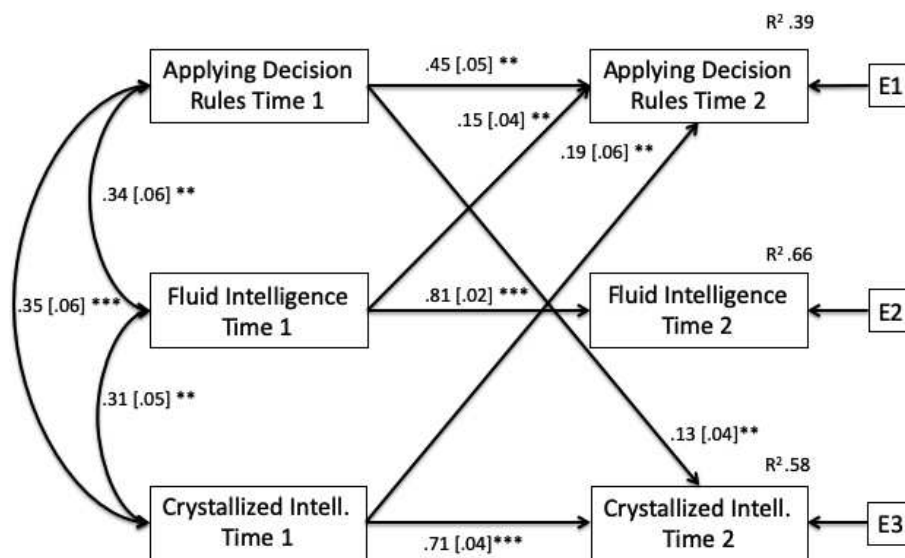 R² .39
Applying Decision
Rules Time 1
.45 [.05] **
Applying Decision
Rules Time 2
E1
.15 [.04] **
.19 [.06] **
.34 [.06] **
R² .66
.35 [.06] ***
Fluid Intelligence
Time 1
.81 [.02] ***
Fluid Intelligence
Time 2
E2
.31 [.05] **
.13 [.04]**
R² .58
Crystallized Intell.
Time 1
.71 [.04]***
Crystallized Intell.
Time 2
E3